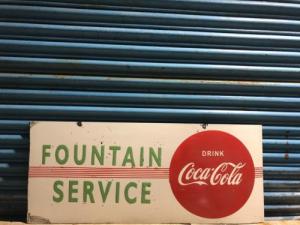 FOUNTAIN
SERVICE
DRINK
Coca-Cola